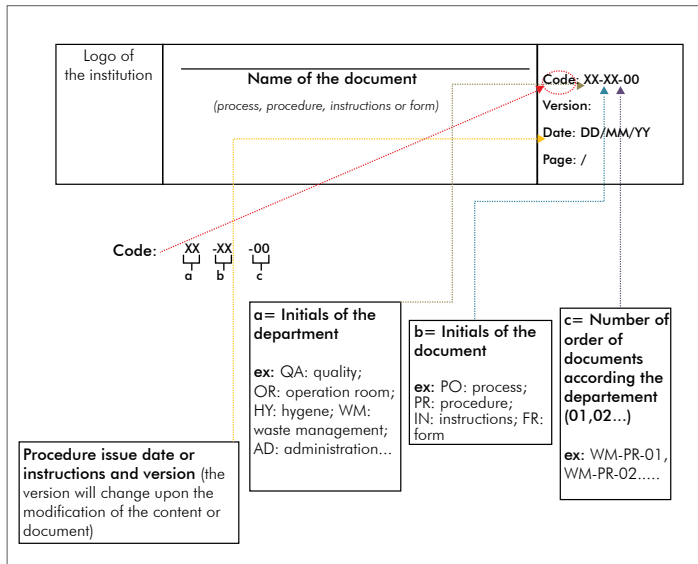 Logo of
the institution
Name of the document
(process, procedure, instructions or form)
Code: XX-XX-00
Version:
Date: DD/MM/YY
Page: /
Code: XX -XX -00
a b c
a= Initials of the
department
ex: QA: quality;
OR: operation room;
HY: hygene; WM:
waste management;
AD: administration...
b= Initials of the
document
ex: PO: process;
PR: procedure;
IN: instructions; FR:
form
c= Number of
order of
documents
according the
departement
(01,02...)
ex: WM-PR-01,
WM-PR-02.....
Procedure issue date or
instructions and version (the
version will change upon the
modification of the content or
document)